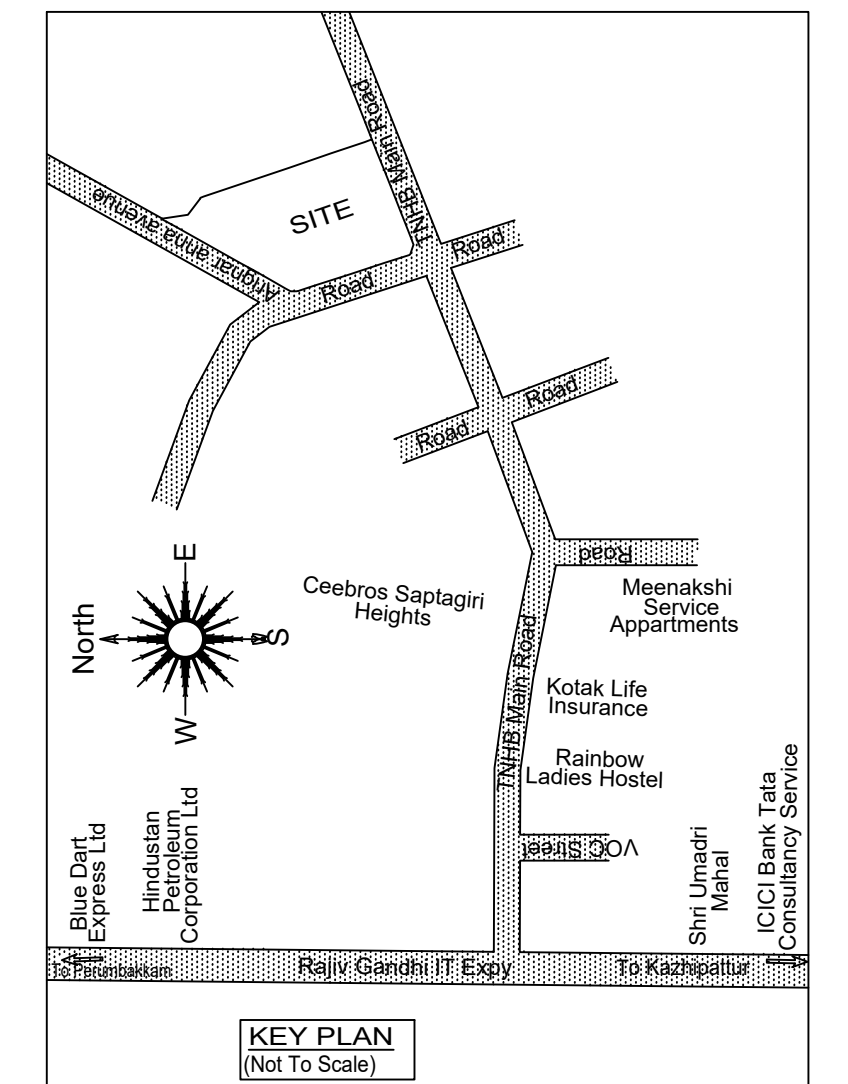 TNHB Main Road
Arignar anna avenue
SITE
Road
Road
Road
Road
Road
E
North
S
W
Ceebros Saptagiri
Heights
Meenakshi
Service
Appartments
TNHB Main Road
Kotak Life
Insurance
Rainbow
Ladies Hostel
VOC Street
Blue Dart
Express Ltd
Hindustan
Petroleum
Corporation Ltd
Shri Umadri
Mahal
ICICI Bank Tata
Consultancy Service
To Perumbakkam
Rajiv Gandhi IT Expy
To Kazhipattur
KEY PLAN
(Not To Scale)